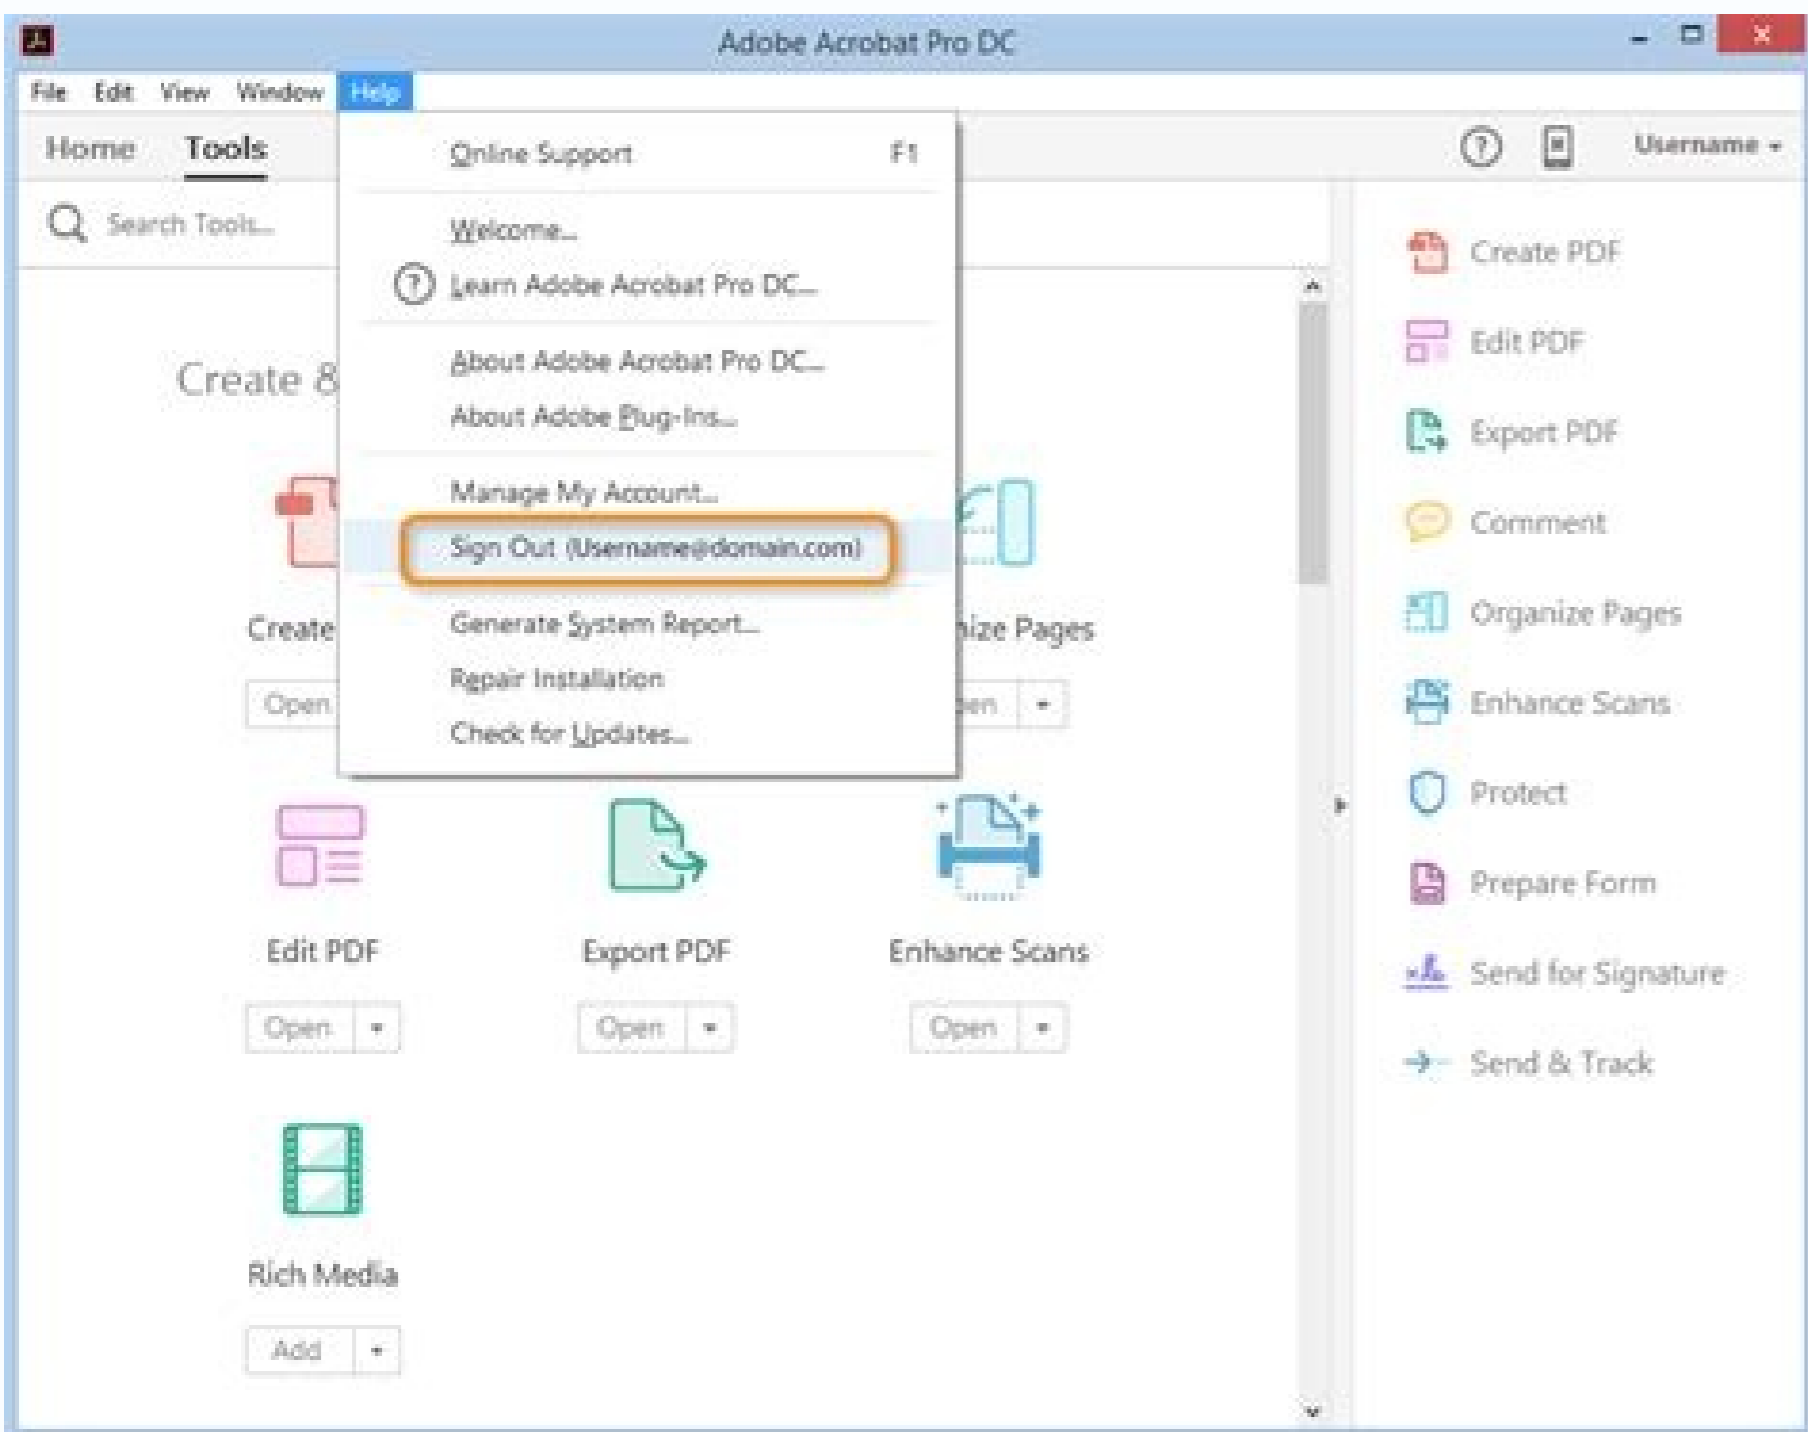 Adobe Acrobat Pro DC
File Edit View Window Help
Home Tools
Username
Search Tools...
Online Support F1
Welcome...
Learn Adobe Acrobat Pro DC...
About Adobe Acrobat Pro DC...
About Adobe Plug-Ins...
Manage My Account...
Sign Out (Username@domain.com)
Generate System Report...
Repair Installation
Check for Updates...
Create &
Create
Open
ize Pages
en
Edit PDF
Open
Export PDF
Open
Enhance Scans
Open
Rich Media
Add
Create PDF
Edit PDF
Export PDF
Comment
Organize Pages
Enhance Scans
Protect
Prepare Form
Send for Signature
Send & Track